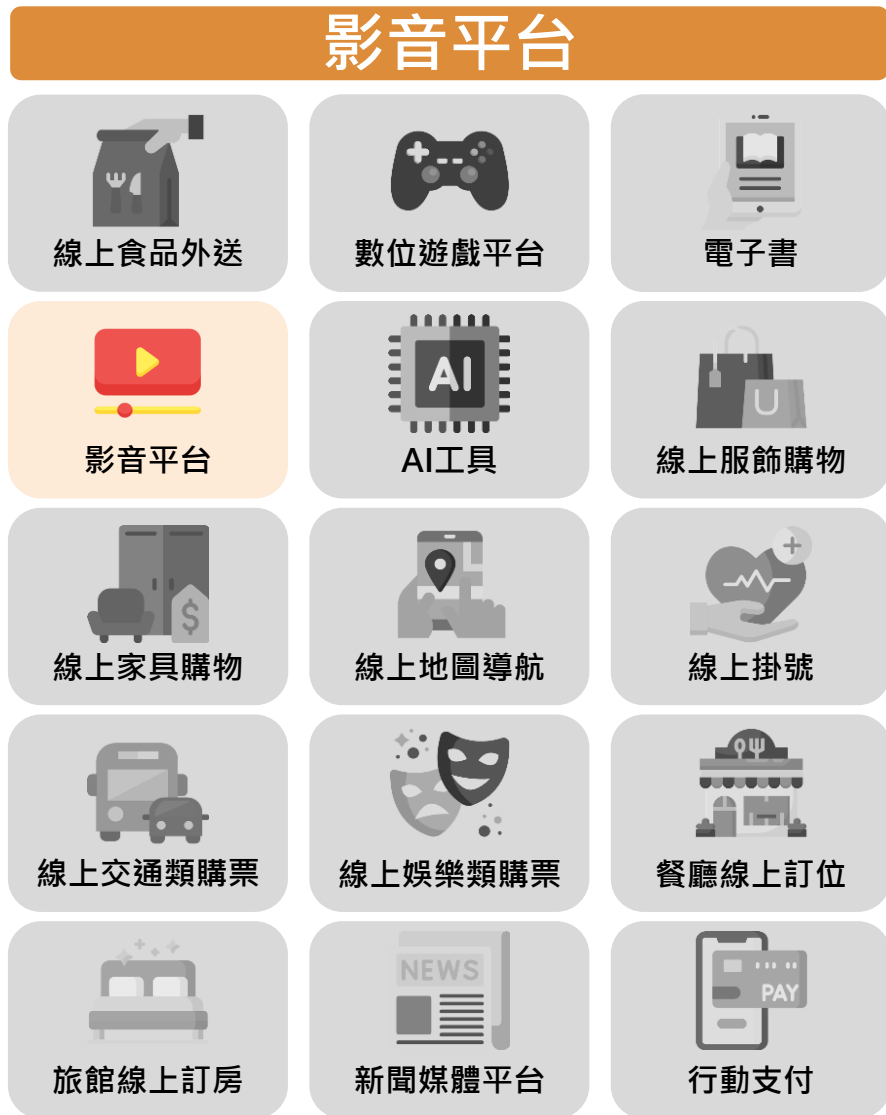 影音平台
線上食品外送
數位遊戲平台
電子書
影音平台
AI
AI工具
U
線上服飾購物
$
線上家具購物
線上地圖導航
線上掛號
線上交通類購票
線上娛樂類購票
餐廳線上訂位
旅館線上訂房
NEWS
新聞媒體平台
PAY
行動支付